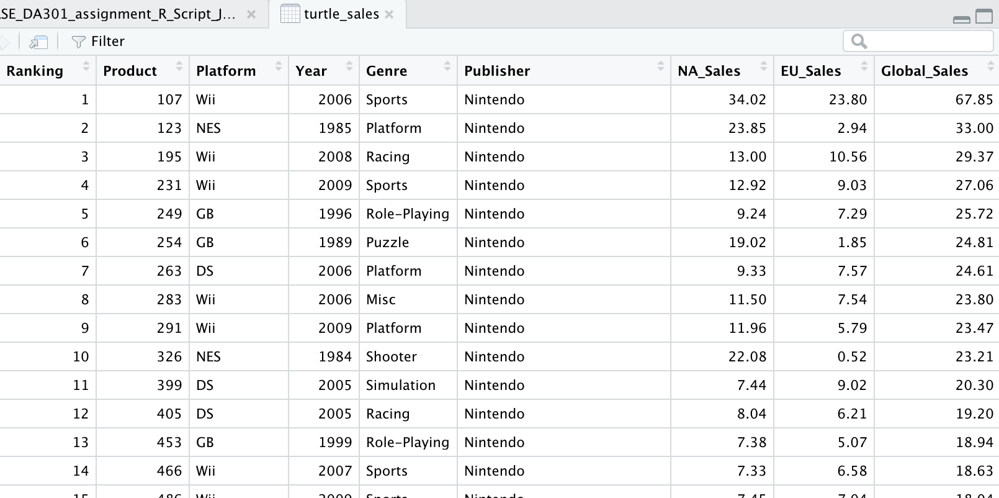 LSE_DA301_assignment_R_Script_J... turtle_sales
Filter
Ranking Product Platform Year Genre Publisher NA_Sales EU_Sales Global_Sales
1 107 Wii 2006 Sports Nintendo 34.02 23.80 67.85
2 123 NES 1985 Platform Nintendo 23.85 2.94 33.00
3 195 Wii 2008 Racing Nintendo 13.00 10.56 29.37
4 231 Wii 2009 Sports Nintendo 12.92 9.03 27.06
5 249 GB 1996 Role-Playing Nintendo 9.24 7.29 25.72
6 254 GB 1989 Puzzle Nintendo 19.02 1.85 24.81
7 263 DS 2006 Platform Nintendo 9.33 7.57 24.61
8 283 Wii 2006 Misc Nintendo 11.50 7.54 23.80
9 291 Wii 2009 Platform Nintendo 11.96 5.79 23.47
10 326 NES 1984 Shooter Nintendo 22.08 0.52 23.21
11 399 DS 2005 Simulation Nintendo 7.44 9.02 20.30
12 405 DS 2005 Racing Nintendo 8.04 6.21 19.20
13 453 GB 1999 Role-Playing Nintendo 7.38 5.07 18.94
14 466 Wii 2007 Sports Nintendo 7.33 6.58 18.63
Wii 2009 Sports Nintendo